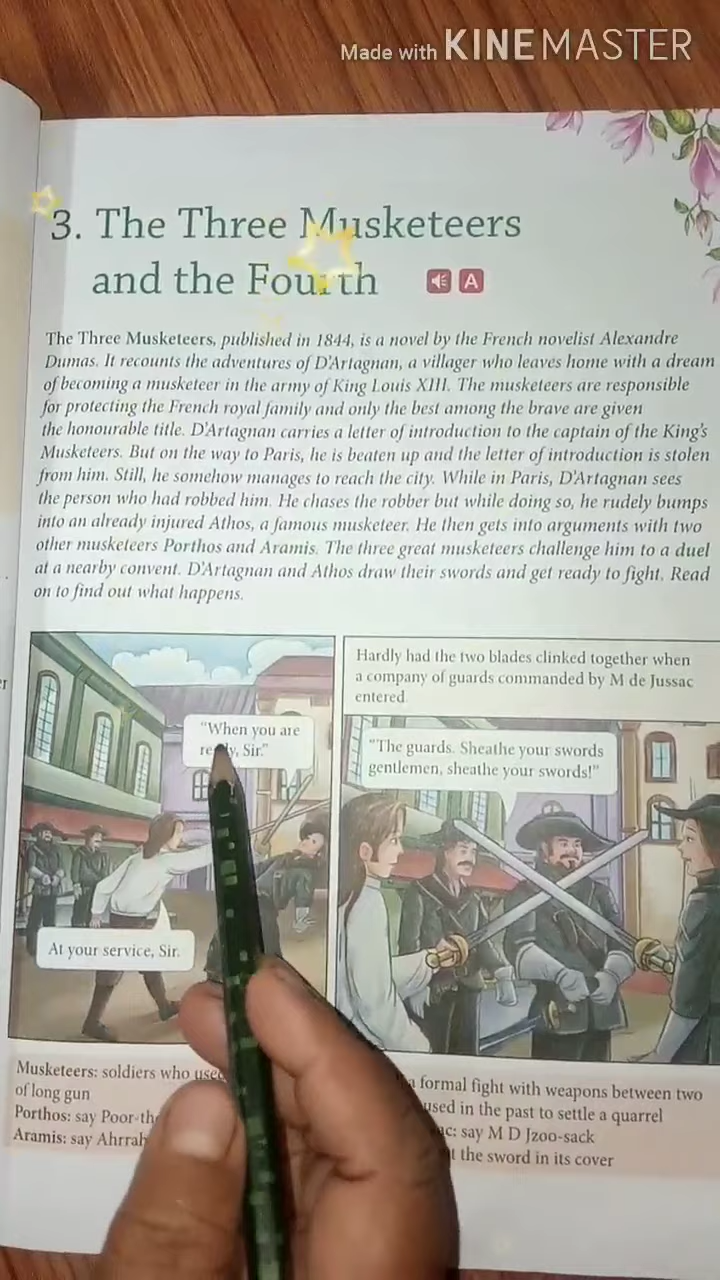 Made with KINEMASTER
3. The Three Musketeers
and the Fourth
A
The Three Musketeers, published in 1844, is a novel by the French novelist Alexandre
Dumas. It recounts the adventures of D'Artagnan, a villager who leaves home with a dream
of becoming a musketeer in the army of King Louis XIII. The musketeers are responsible
for protecting the French royal family and only the best among the brave are given
the honourable title. D'Artagnan carries a letter of introduction to the captain of the King's
Musketeers. But on the way to Paris, he is beaten up and the letter of introduction is stolen
from him. Still, he somehow manages to reach the city. While in Paris, D'Artagnan sees
the person who had robbed him. He chases the robber but while doing so, he rudely bumps
into an already injured Athos, a famous musketeer. He then gets into arguments with two
other musketeers Porthos and Aramis. The three great musketeers challenge him to a duel
at a nearby convent. D'Artagnan and Athos draw their swords and get ready to fight. Read
on to find out what happens.
"When you are
Sir."
At your service, Sir.
Hardly had the two blades clinked together when
a company of guards commanded by M de Jussac
entered
"The guards. Sheathe your swords
gentlemen, sheathe your swords!"
Musketeers: soldiers who
of long gun
Porthos: say
Aramis: say
a formal fight with weapons between two
used in the past to settle a quarrel
say M D Jzoo-sack
the sword in its cover